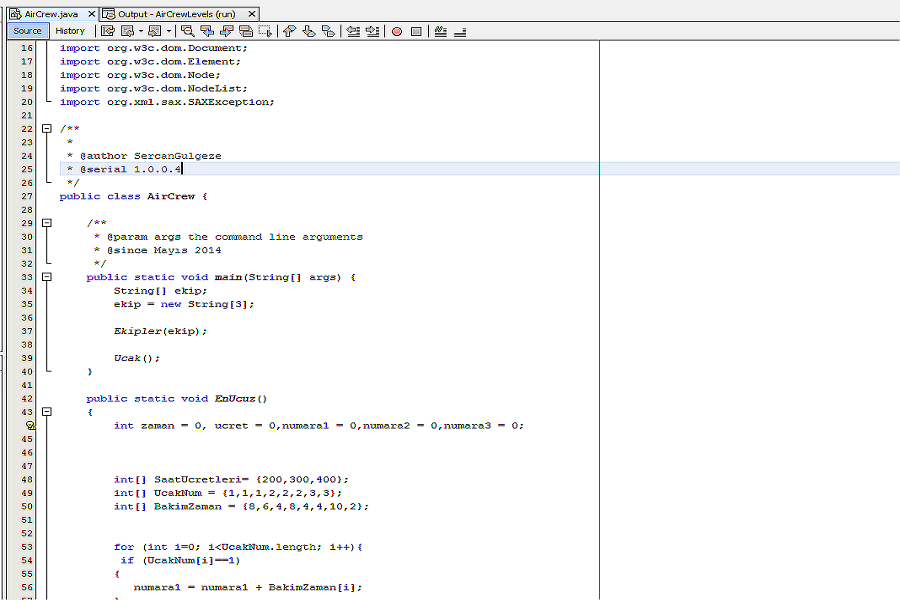 AirCrew.java Output - AirCrewLevels (run)
Source History
16 import org.w3c.dom.Document;
17 import org.w3c.dom.Element;
18 import org.w3c.dom.Node;
19 import org.w3c.dom.NodeList;
20 import org.xml.sax.SAXException;
21
22 /**
23 *
24 * @author SercanGulgeze
25 * @serial 1.0.0.4
26 */
27 public class AirCrew {
28
29 /**
30 * @param args the command line arguments
31 * @since Mayıs 2014
32 */
33 public static void main(String[] args) {
34 String[] ekip;
35 ekip = new String[3];
36
37 Ekipler(ekip);
38
39 Ucak();
40 }
41
42 public static void EnUcuz()
43 {
int zaman = 0, ucret = 0,numara1 = 0,numara2 = 0,numara3 = 0;
45
46
47
48 int[] SaatUcretleri= {200,300,400};
49 int[] UcakNum = {1,1,1,2,2,2,3,3};
50 int[] BakimZaman = {8,6,4,8,4,4,10,2};
51
52
53 for (int i=0; i<UcakNum.length; i++){
54 if (UcakNum[i]==1)
55 {
56 numara1 = numara1 + BakimZaman[i];